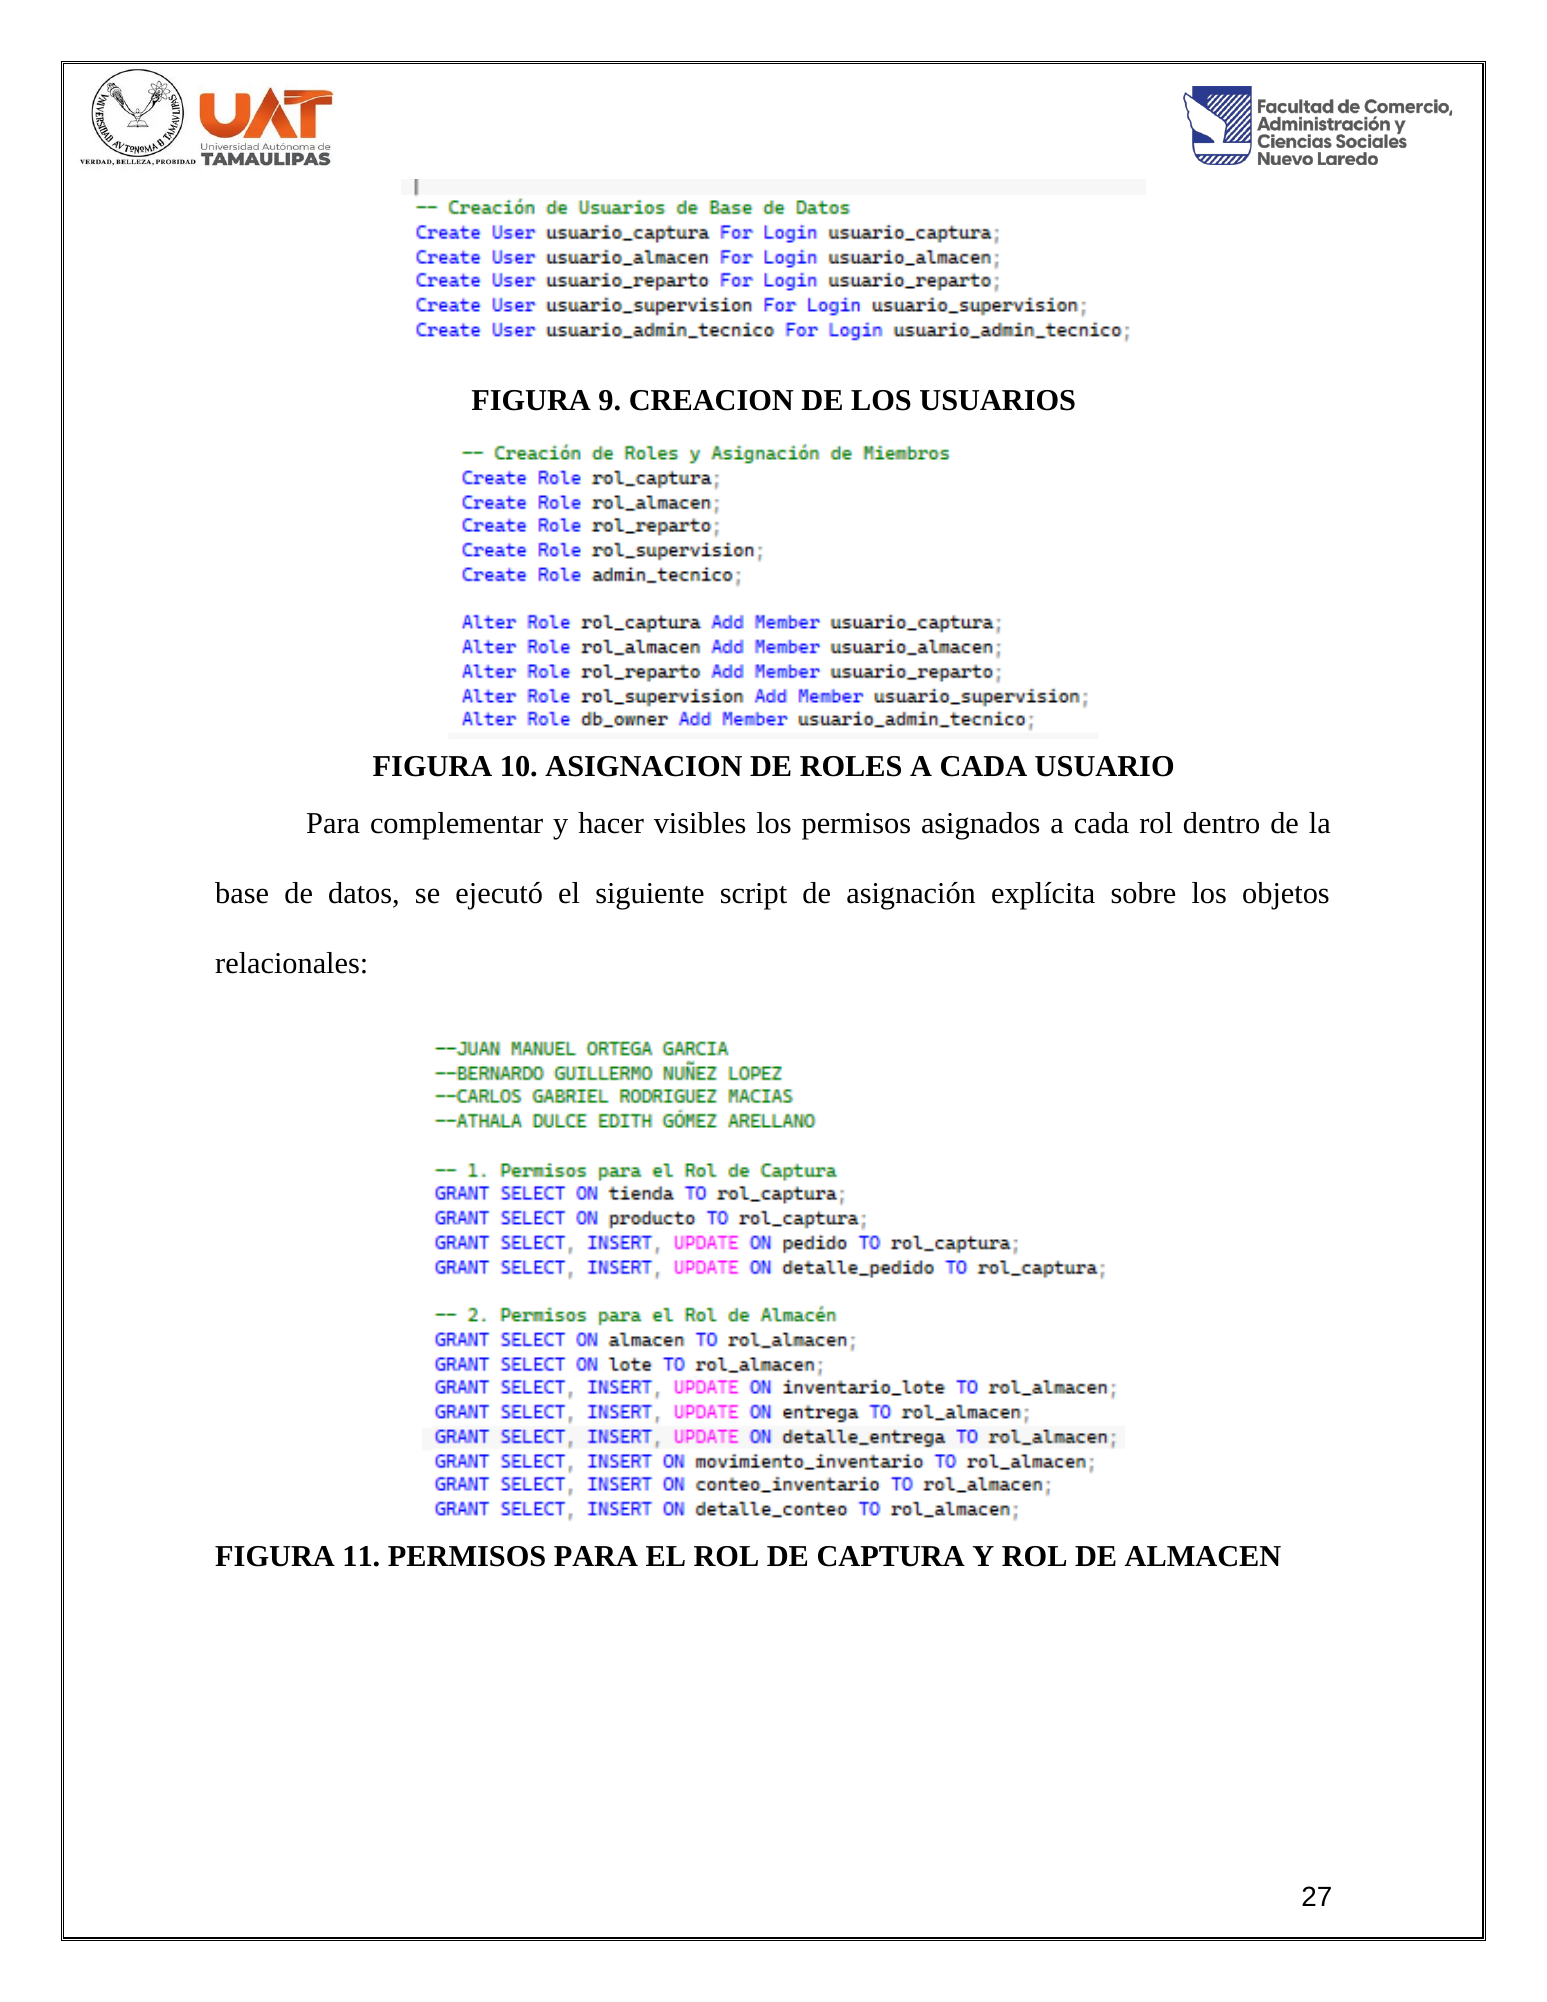 UNIVERSIDAD AVTONOMA D TAMAVLIPAS
VERDAD, BELLEZA, PROBIDAD
UAT
Universidad Autónoma de
TAMAULIPAS
Facultad de Comercio,
Administración y
Ciencias Sociales
Nuevo Laredo
-- Creación de Usuarios de Base de Datos
Create User usuario_captura For Login usuario_captura;
Create User usuario_almacen For Login usuario_almacen;
Create User usuario_reparto For Login usuario_reparto;
Create User usuario_supervision For Login usuario_supervision;
Create User usuario_admin_tecnico For Login usuario_admin_tecnico;
FIGURA 9. CREACION DE LOS USUARIOS
-- Creación de Roles y Asignación de Miembros
Create Role rol_captura;
Create Role rol_almacen;
Create Role rol_reparto;
Create Role rol_supervision;
Create Role admin_tecnico;
Alter Role rol_captura Add Member usuario_captura;
Alter Role rol_almacen Add Member usuario_almacen;
Alter Role rol_reparto Add Member usuario_reparto;
Alter Role rol_supervision Add Member usuario_supervision;
Alter Role db_owner Add Member usuario_admin_tecnico;
FIGURA 10. ASIGNACION DE ROLES A CADA USUARIO
Para complementar y hacer visibles los permisos asignados a cada rol dentro de la
base de datos, se ejecutó el siguiente script de asignación explícita sobre los objetos
relacionales:
--JUAN MANUEL ORTEGA GARCIA
--BERNARDO GUILLERMO NUÑEZ LOPEZ
--CARLOS GABRIEL RODRIGUEZ MACIAS
--ATHALA DULCE EDITH GÓMEZ ARELLANO
-- 1. Permisos para el Rol de Captura
GRANT SELECT ON tienda TO rol_captura;
GRANT SELECT ON producto TO rol_captura;
GRANT SELECT, INSERT, UPDATE ON pedido TO rol_captura;
GRANT SELECT, INSERT, UPDATE ON detalle_pedido TO rol_captura;
-- 2. Permisos para el Rol de Almacén
GRANT SELECT ON almacen TO rol_almacen;
GRANT SELECT ON lote TO rol_almacen;
GRANT SELECT, INSERT, UPDATE ON inventario_lote TO rol_almacen;
GRANT SELECT, INSERT, UPDATE ON entrega TO rol_almacen;
GRANT SELECT, INSERT, UPDATE ON detalle_entrega TO rol_almacen;
GRANT SELECT, INSERT ON movimiento_inventario TO rol_almacen;
GRANT SELECT, INSERT ON conteo_inventario TO rol_almacen;
GRANT SELECT, INSERT ON detalle_conteo TO rol_almacen;
FIGURA 11. PERMISOS PARA EL ROL DE CAPTURA Y ROL DE ALMACEN
27